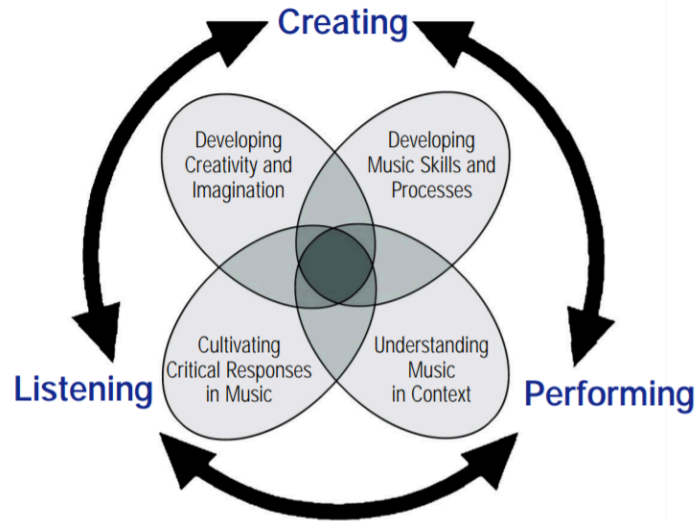 Creating
Developing
Creativity and
Imagination
Developing
Music Skills and
Processes
Cultivating
Critical Responses
in Music
Understanding
Music
in Context
Listening
Performing